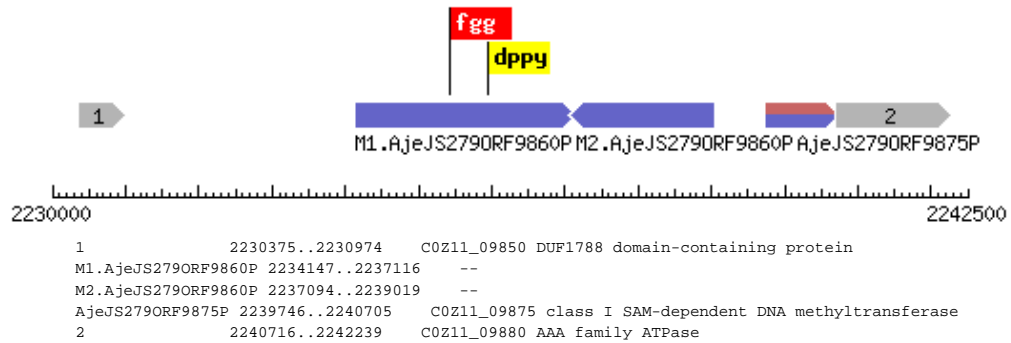 fgg
dppy
1
2
M1.AjeJS279ORF9860P M2.AjeJS279ORF9860P AjeJS279ORF9875P
2230000 2242500
1 2230375..2230974 C0Z11_09850 DUF1788 domain-containing protein
M1.AjeJS279ORF9860P 2234147..2237116 --
M2.AjeJS279ORF9860P 2237094..2239019 --
AjeJS279ORF9875P 2239746..2240705 C0Z11_09875 class I SAM-dependent DNA methyltransferase
2 2240716..2242239 C0Z11_09880 AAA family ATPase